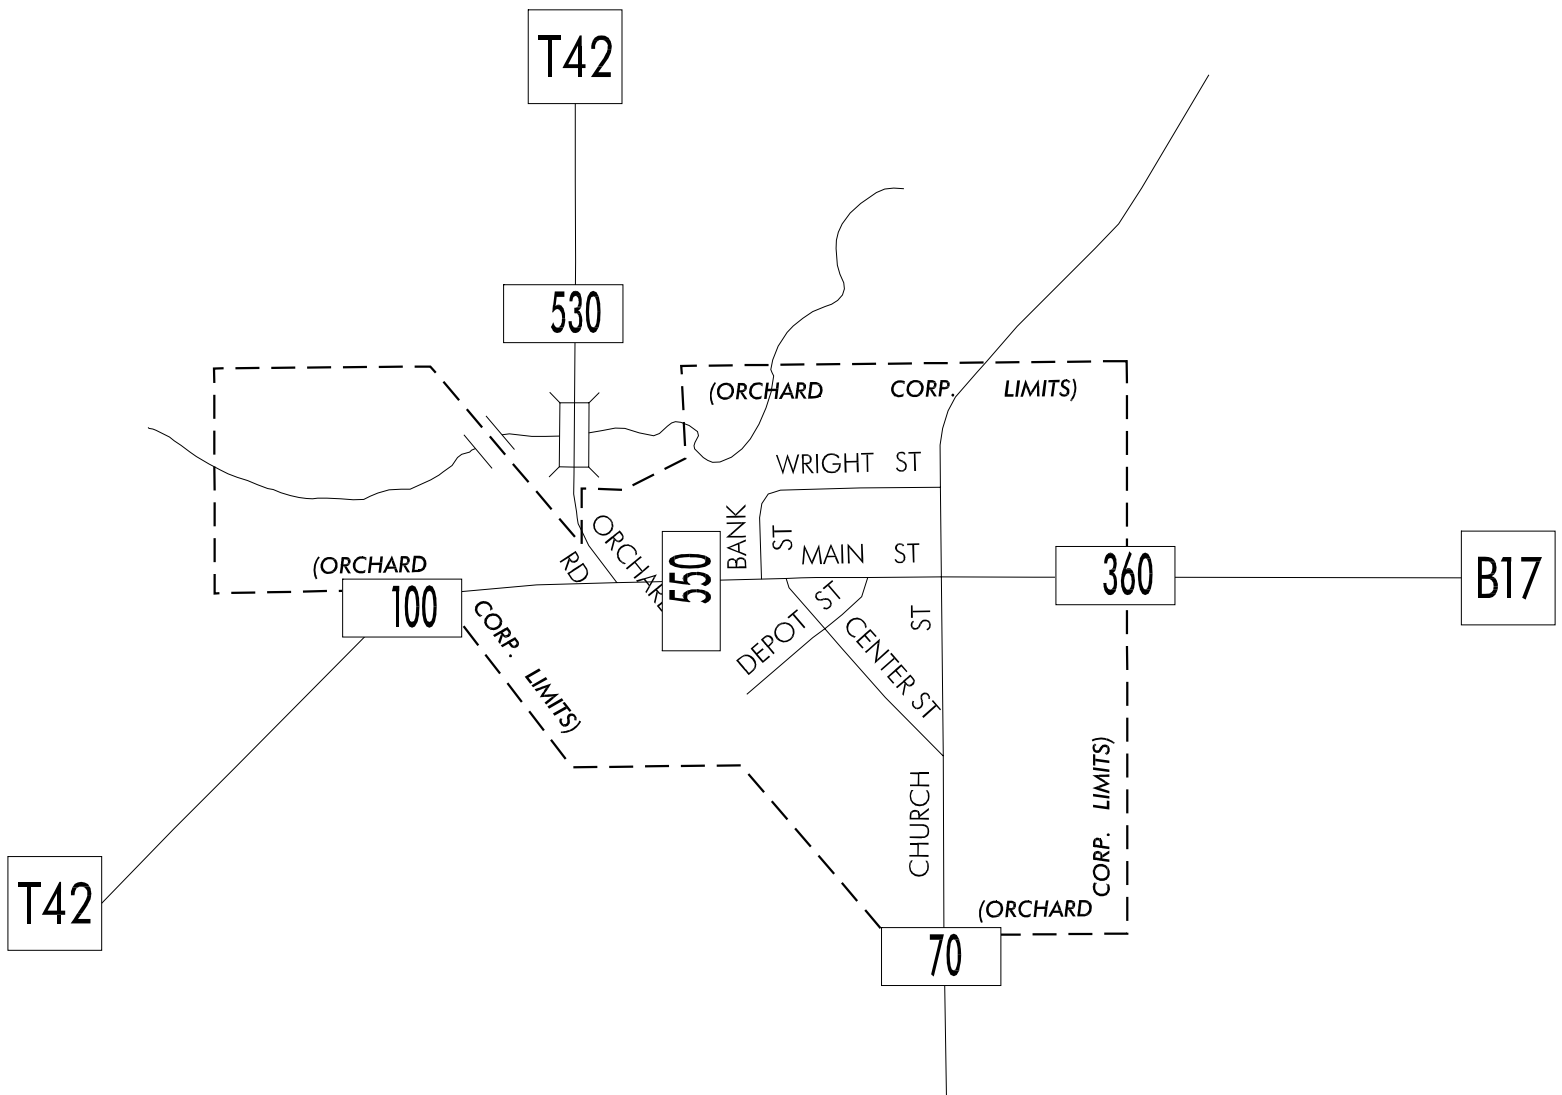 T42
530
(ORCHARD CORP. LIMITS)
WRIGHT ST
BANK ST
MAIN ST
ORCHARD RD
(ORCHARD CORP. LIMITS)
100
550
360
B17
DEPOT ST
CENTER ST
CHURCH ST
T42
(ORCHARD CORP. LIMITS)
70